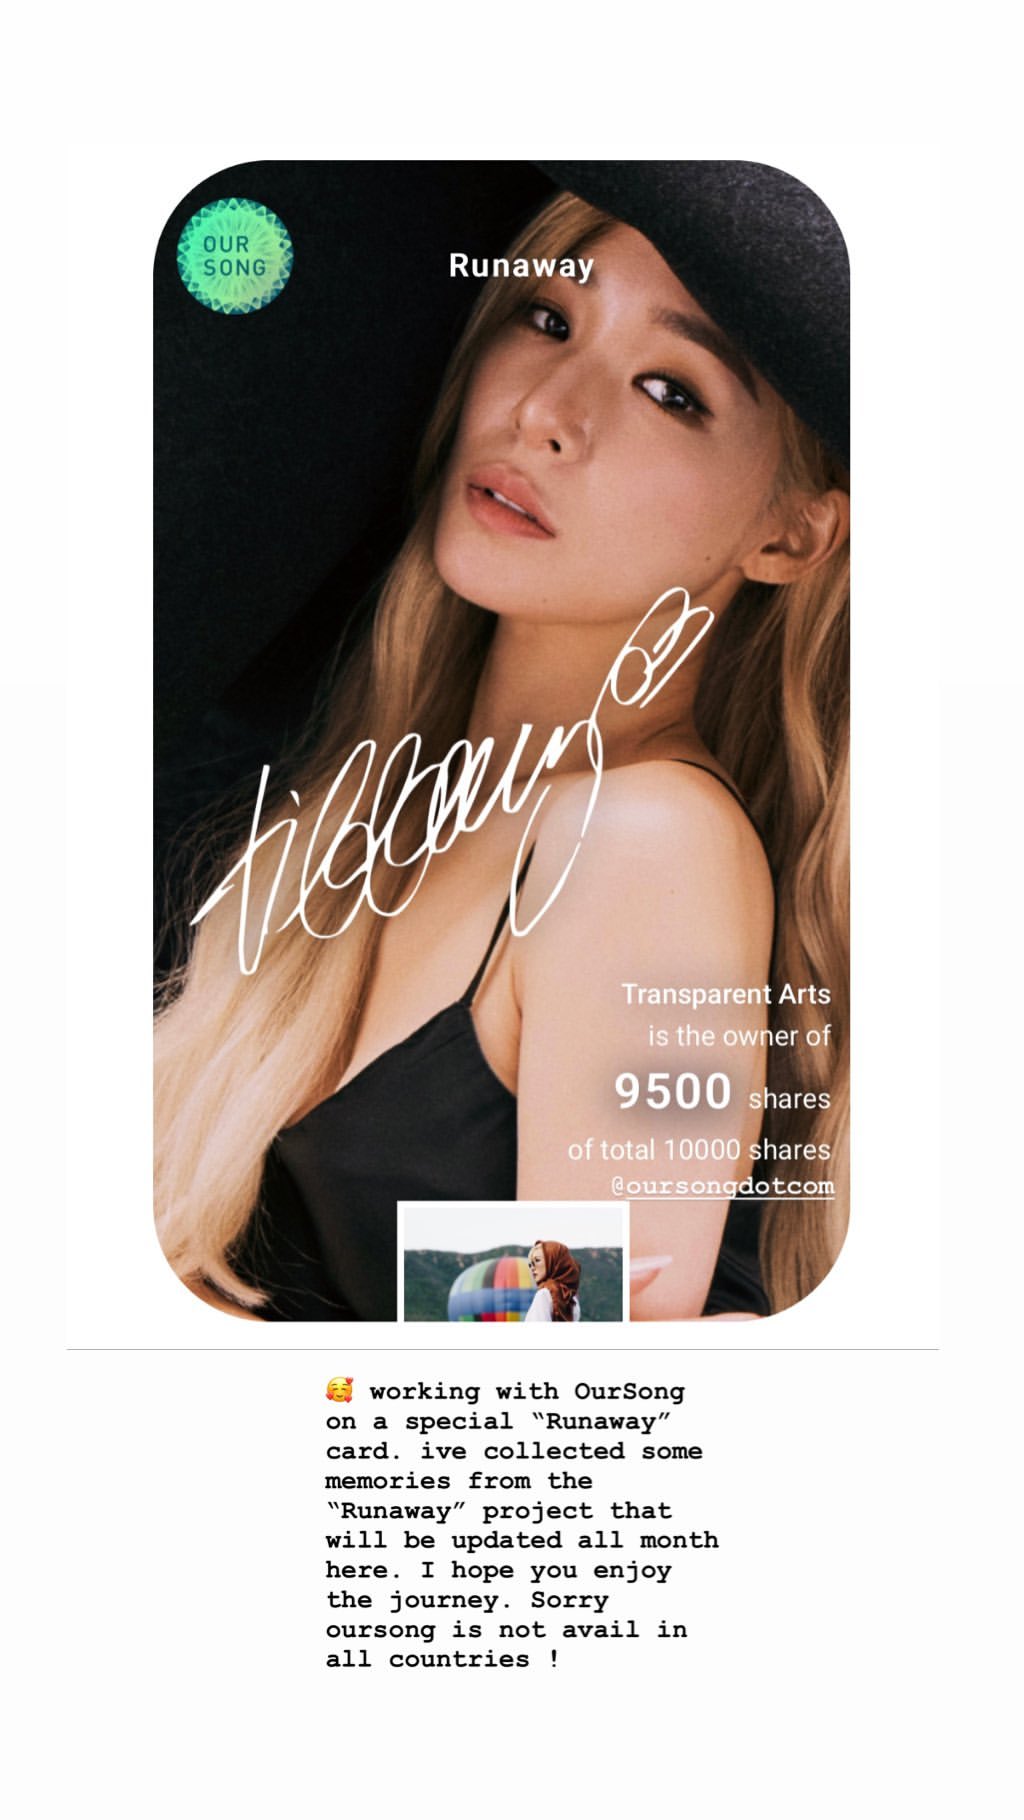 OUR
SONG
Runaway
tiffany
Transparent Arts
is the owner of
9500 shares
of total 10000 shares
@oursongdotcom
🥰 working with OurSong
on a special “Runaway”
card. ive collected some
memories from the
“Runaway” project that
will be updated all month
here. I hope you enjoy
the journey. Sorry
oursong is not avail in
all countries !